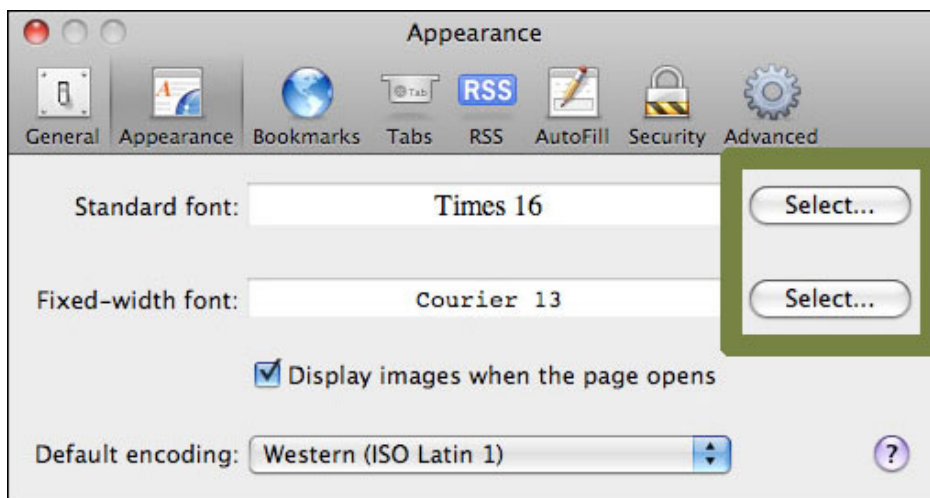 Appearance
Tab
RSS
General Appearance Bookmarks Tabs RSS AutoFill Security Advanced
Standard font: Times 16 Select...
Fixed-width font: Courier 13 Select...
Display images when the page opens
Default encoding: Western (ISO Latin 1) ?